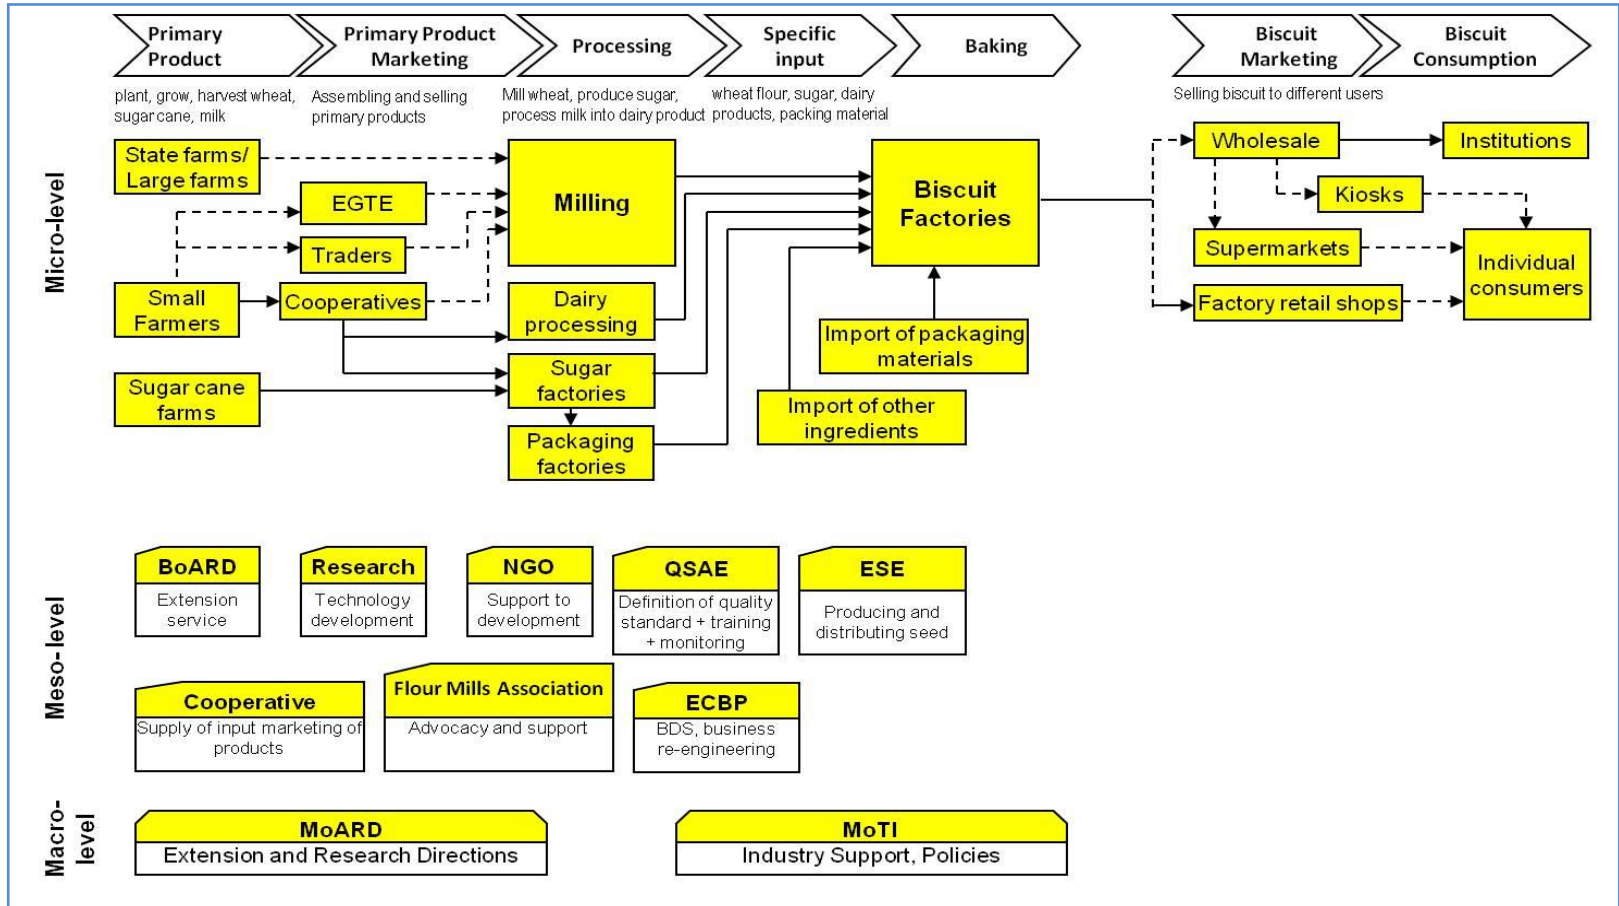 Primary
Product
Primary Product
Marketing
Processing
Specific
input
Baking
Biscuit
Marketing
Biscuit
Consumption
plant, grow, harvest wheat,
sugar cane, milk
Assembling and selling
primary products
Mill wheat, produce sugar,
process milk into dairy product
wheat flour, sugar, dairy
products, packing material
Selling biscuit to different users
Micro-level
State farms/
Large farms
EGTE
Traders
Small
Farmers
Cooperatives
Sugar cane
farms
Milling
Dairy
processing
Sugar
factories
Packaging
factories
Biscuit
Factories
Import of packaging
materials
Import of other
ingredients
Wholesale
Institutions
Kiosks
Supermarkets
Individual
consumers
Factory retail shops
Meso-level
BoARD
Extension
service
Research
Technology
development
NGO
Support to
development
QSAE
Definition of quality
standard + training
+ monitoring
ESE
Producing and
distributing seed
Cooperative
Supply of input marketing of
products
Flour Mills Association
Advocacy and support
ECBP
BDS, business
re-engineering
Macro-
level
MoARD
Extension and Research Directions
MoTI
Industry Support, Policies